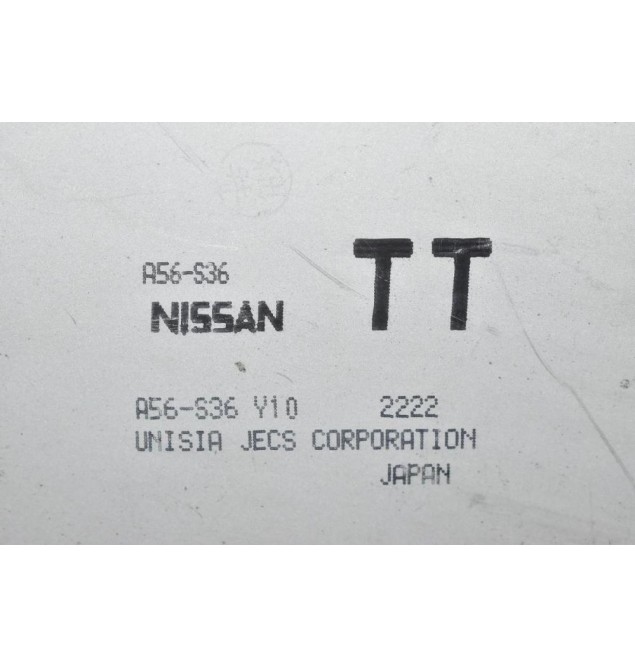 A56-S36 TT
NISSAN
A56-S36 Y10 2222
UNISIA JECS CORPORATION
JAPAN